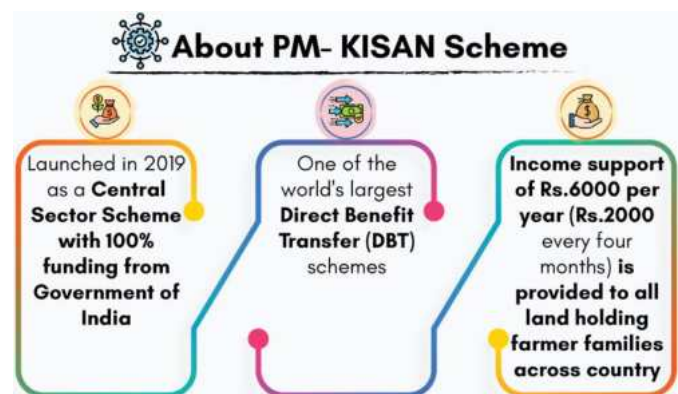 About PM- KISAN Scheme
Launched in 2019
as a Central
Sector Scheme
with 100%
funding from
Government of
India
One of the
world's largest
Direct Benefit
Transfer (DBT)
schemes
Income support
of Rs.6000 per
year (Rs.2000
every four
months) is
provided to all
land holding
farmer families
across country